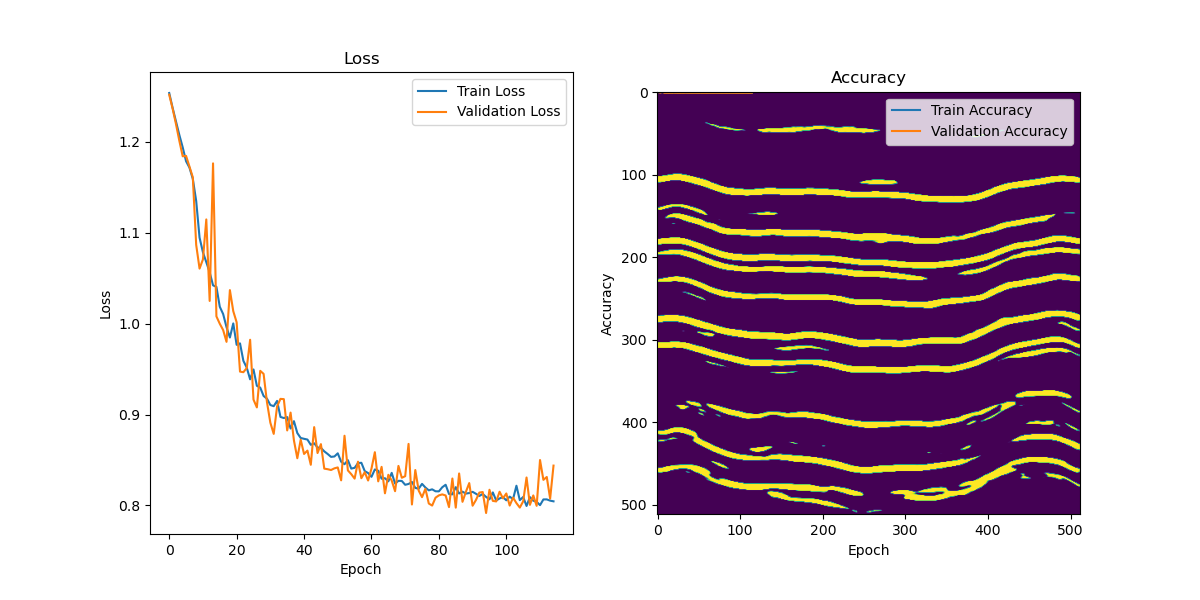 Loss
Train Loss
Validation Loss
1.2
1.1
1.0
0.9
0.8
Loss
0
20
40
60
80
100
Epoch
Accuracy
Train Accuracy
Validation Accuracy
0
100
200
300
400
500
Accuracy
0
100
200
300
400
500
Epoch